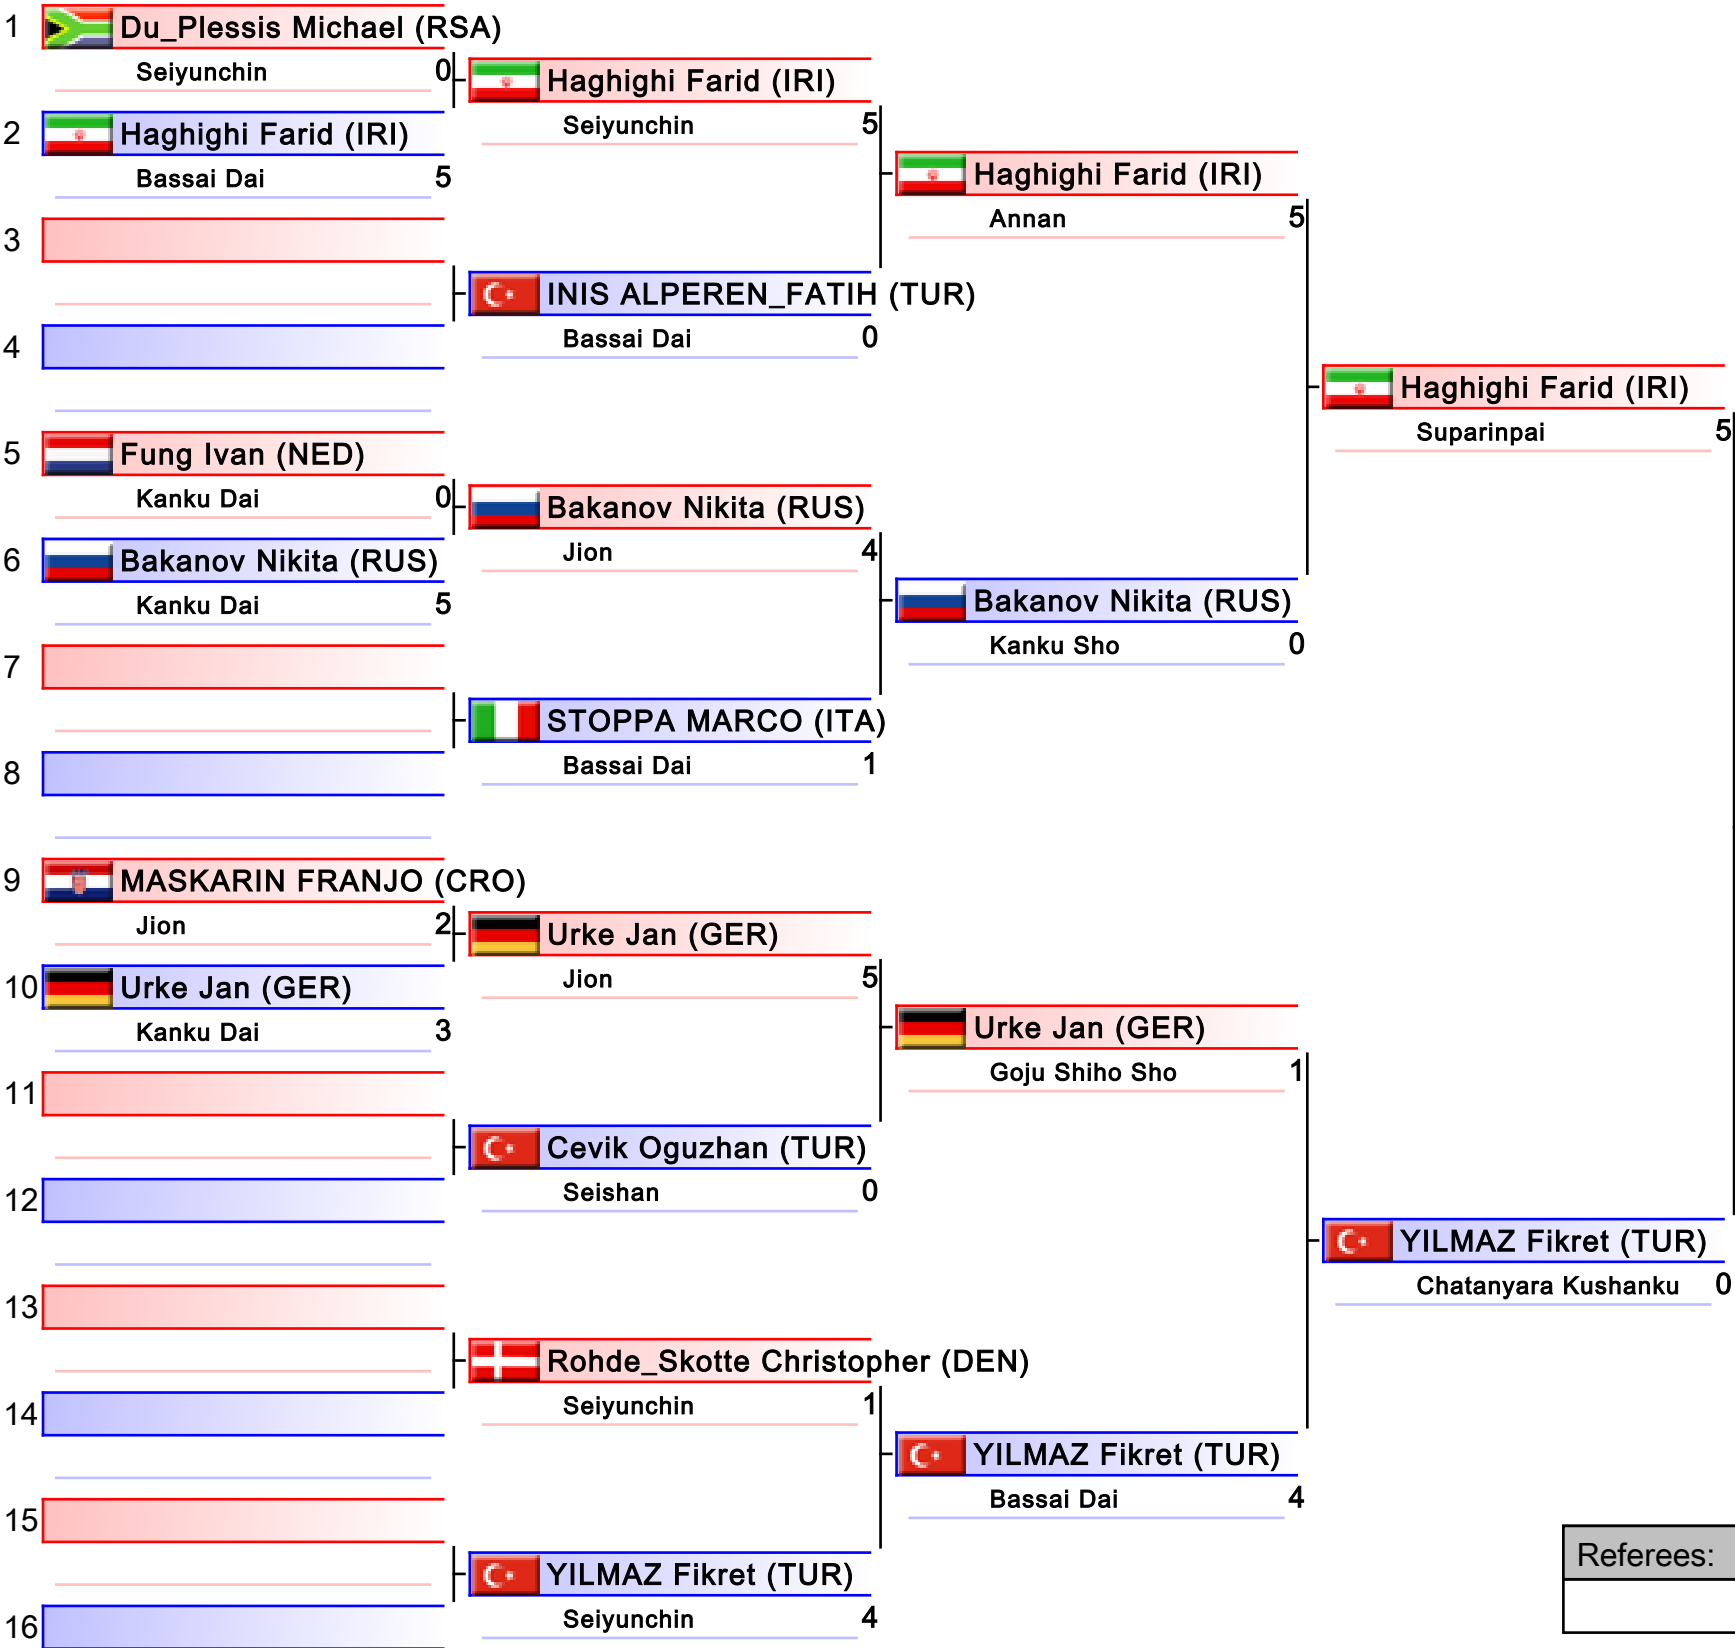 1 Du_Plessis Michael (RSA)
Seiyunchin 0
Haghighi Farid (IRI)
Seiyunchin 5
2 Haghighi Farid (IRI)
Bassai Dai 5
Haghighi Farid (IRI)
Annan 5
3
INIS ALPEREN_FATIH (TUR)
Bassai Dai 0
4
Haghighi Farid (IRI)
Suparinpai 5
5 Fung Ivan (NED)
Kanku Dai 0
Bakanov Nikita (RUS)
Jion 4
6 Bakanov Nikita (RUS)
Kanku Dai 5
Bakanov Nikita (RUS)
Kanku Sho 0
7
STOPPA MARCO (ITA)
Bassai Dai 1
8
9 MASKARIN FRANJO (CRO)
Jion 2
Urke Jan (GER)
Jion 5
10 Urke Jan (GER)
Kanku Dai 3
Urke Jan (GER)
Goju Shiho Sho 1
11
Cevik Oguzhan (TUR)
Seishan 0
12
YILMAZ Fikret (TUR)
Chatanyara Kushanku 0
13
Rohde_Skotte Christopher (DEN)
Seiyunchin 1
14
YILMAZ Fikret (TUR)
Bassai Dai 4
15
YILMAZ Fikret (TUR)
Seiyunchin 4
16
Referees: